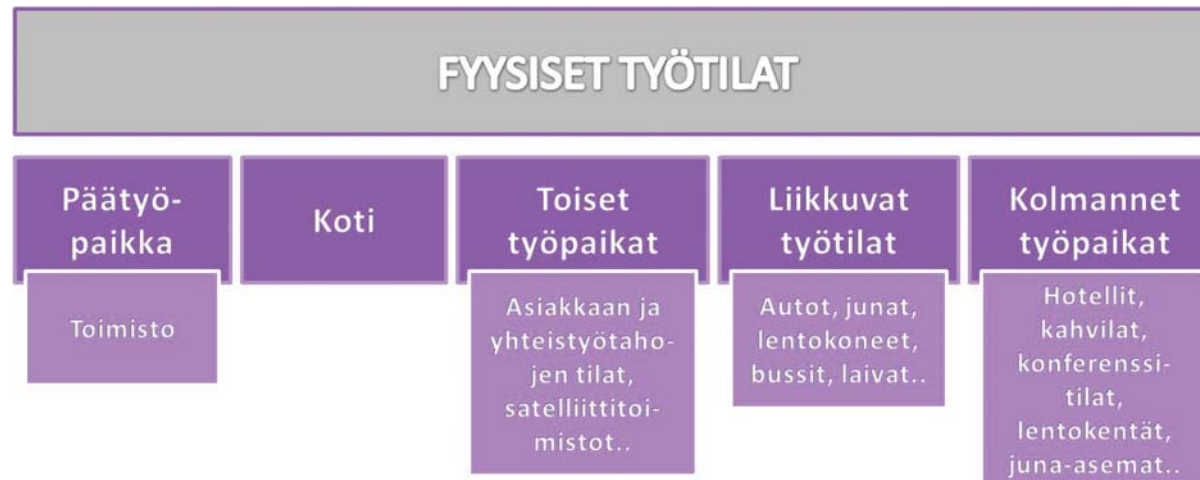 FYYSISET TYÖTILAT
Päätyö-
paikka
Koti
Toiset
työpaikat
Liikkuvat
työtilat
Kolmannet
työpaikat
Toimisto
Asiakkaan ja
yhteistyötaho-
jen tilat,
satelliittitoi-
mistot..
Autot, junat,
lentokoneet,
bussit, laivat..
Hotellit,
kahvilat,
konferenssi-
tilat,
lentokentät,
juna-asemat..